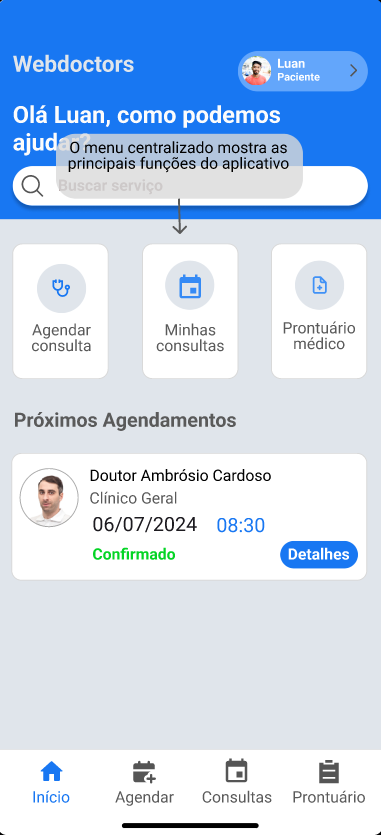 Webdoctors
Luan
Paciente
Olá Luan, como podemos
ajudar?
O menu centralizado mostra as
principais funções do aplicativo
Buscar serviço
Agendar
consulta
Minhas
consultas
Prontuário
médico
Próximos Agendamentos
Doutor Ambrósio Cardoso
Clínico Geral
06/07/2024 08:30
Confirmado
Detalhes
Início
Agendar
Consultas
Prontuário